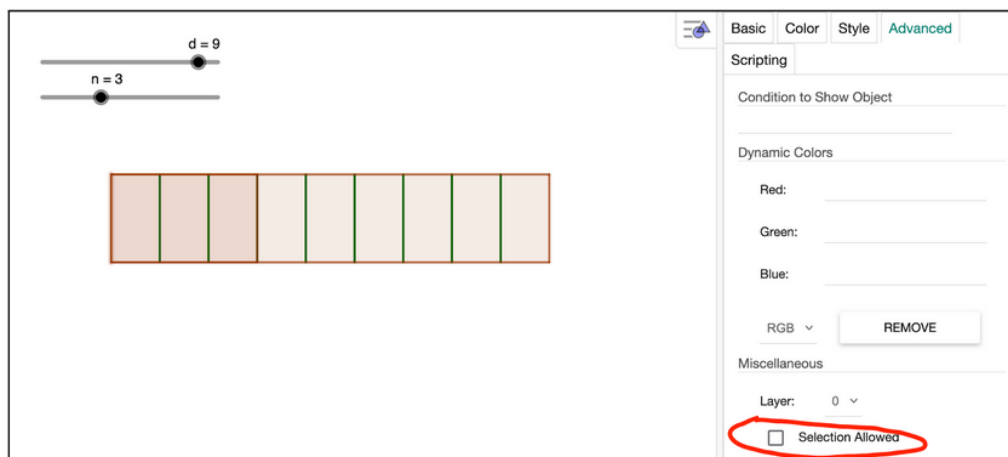 d = 9
n = 3
Basic Color Style Advanced
Scripting
Condition to Show Object
Dynamic Colors
Red:
Green:
Blue:
RGB REMOVE
Miscellaneous
Layer: 0
Selection Allowed